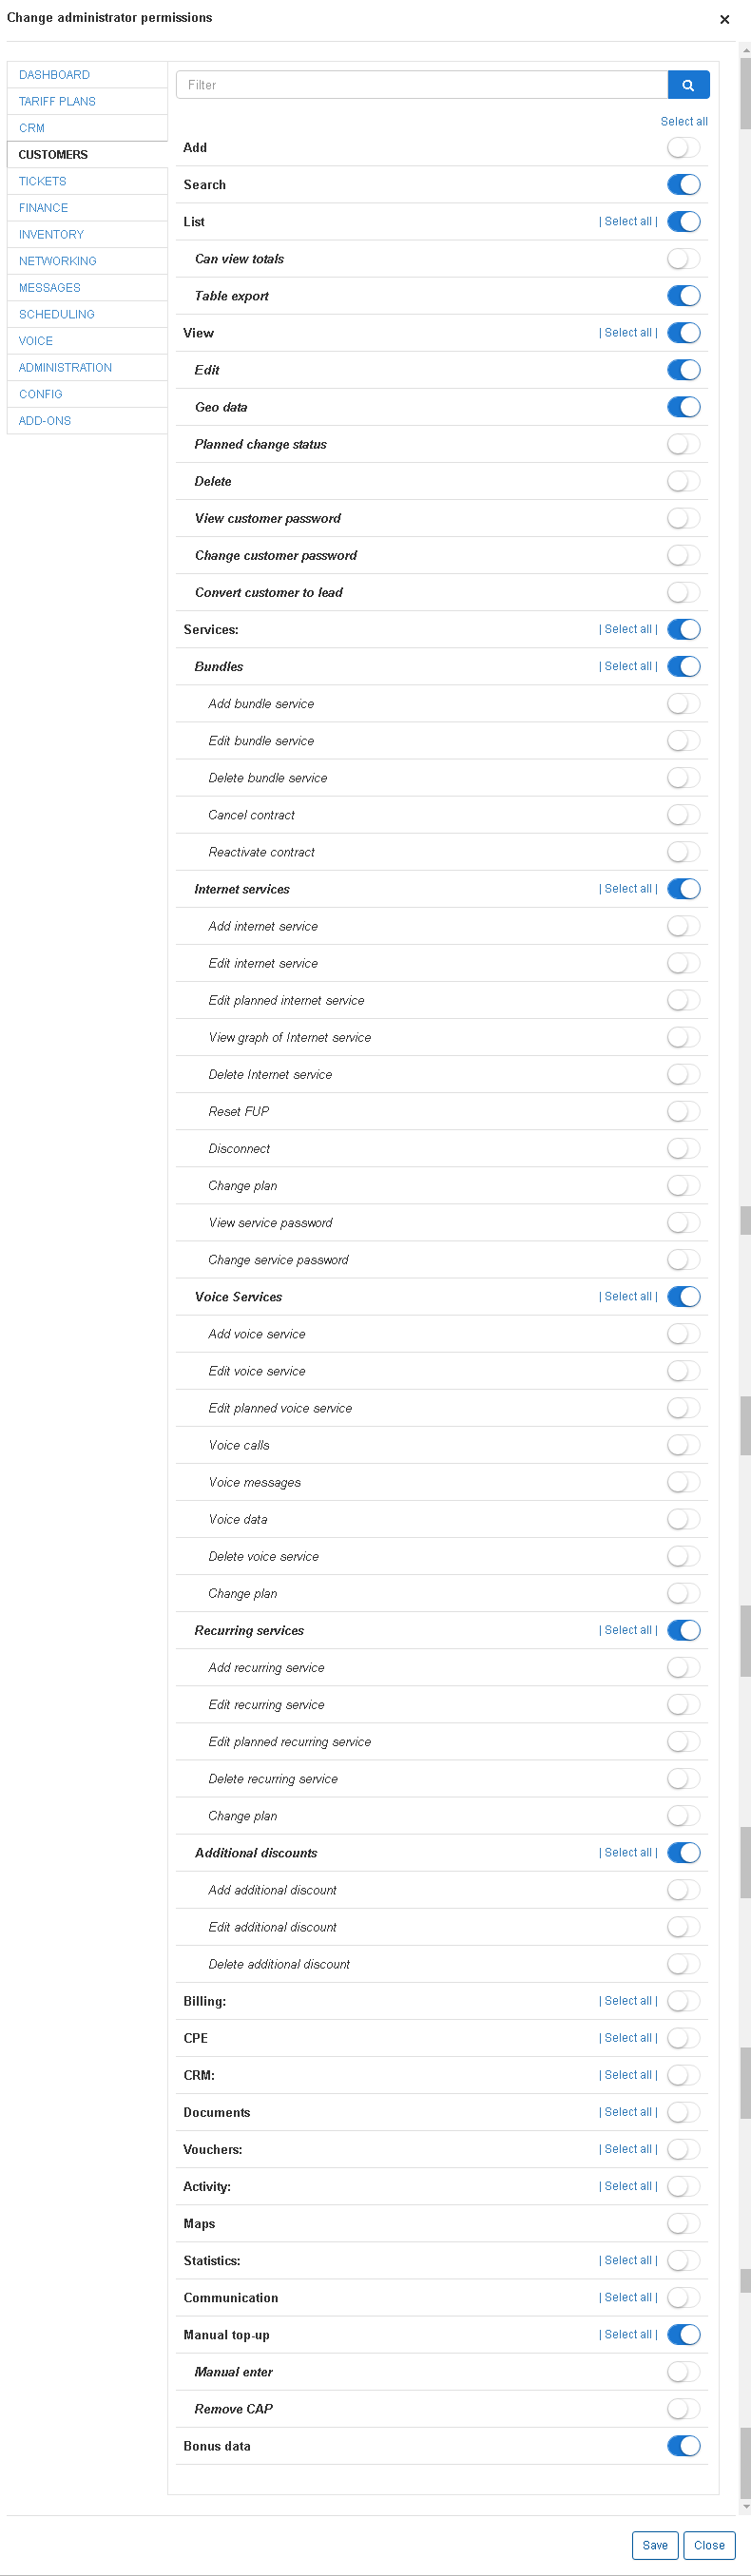 Change administrator permissions
×
DASHBOARD
TARIFF PLANS
CRM
CUSTOMERS
TICKETS
FINANCE
INVENTORY
NETWORKING
MESSAGES
SCHEDULING
VOICE
ADMINISTRATION
CONFIG
ADD-ONS
Filter
Select all
Add
Search
List | Select all |
Can view totals
Table export
View | Select all |
Edit
Geo data
Planned change status
Delete
View customer password
Change customer password
Convert customer to lead
Services: | Select all |
Bundles | Select all |
Add bundle service
Edit bundle service
Delete bundle service
Cancel contract
Reactivate contract
Internet services | Select all |
Add internet service
Edit internet service
Edit planned internet service
View graph of Internet service
Delete Internet service
Reset FUP
Disconnect
Change plan
View service password
Change service password
Voice Services | Select all |
Add voice service
Edit voice service
Edit planned voice service
Voice calls
Voice messages
Voice data
Delete voice service
Change plan
Recurring services | Select all |
Add recurring service
Edit recurring service
Edit planned recurring service
Delete recurring service
Change plan
Additional discounts | Select all |
Add additional discount
Edit additional discount
Delete additional discount
Billing: | Select all |
CPE | Select all |
CRM: | Select all |
Documents | Select all |
Vouchers: | Select all |
Activity: | Select all |
Maps
Statistics: | Select all |
Communication | Select all |
Manual top-up | Select all |
Manual enter
Remove CAP
Bonus data
Save Close